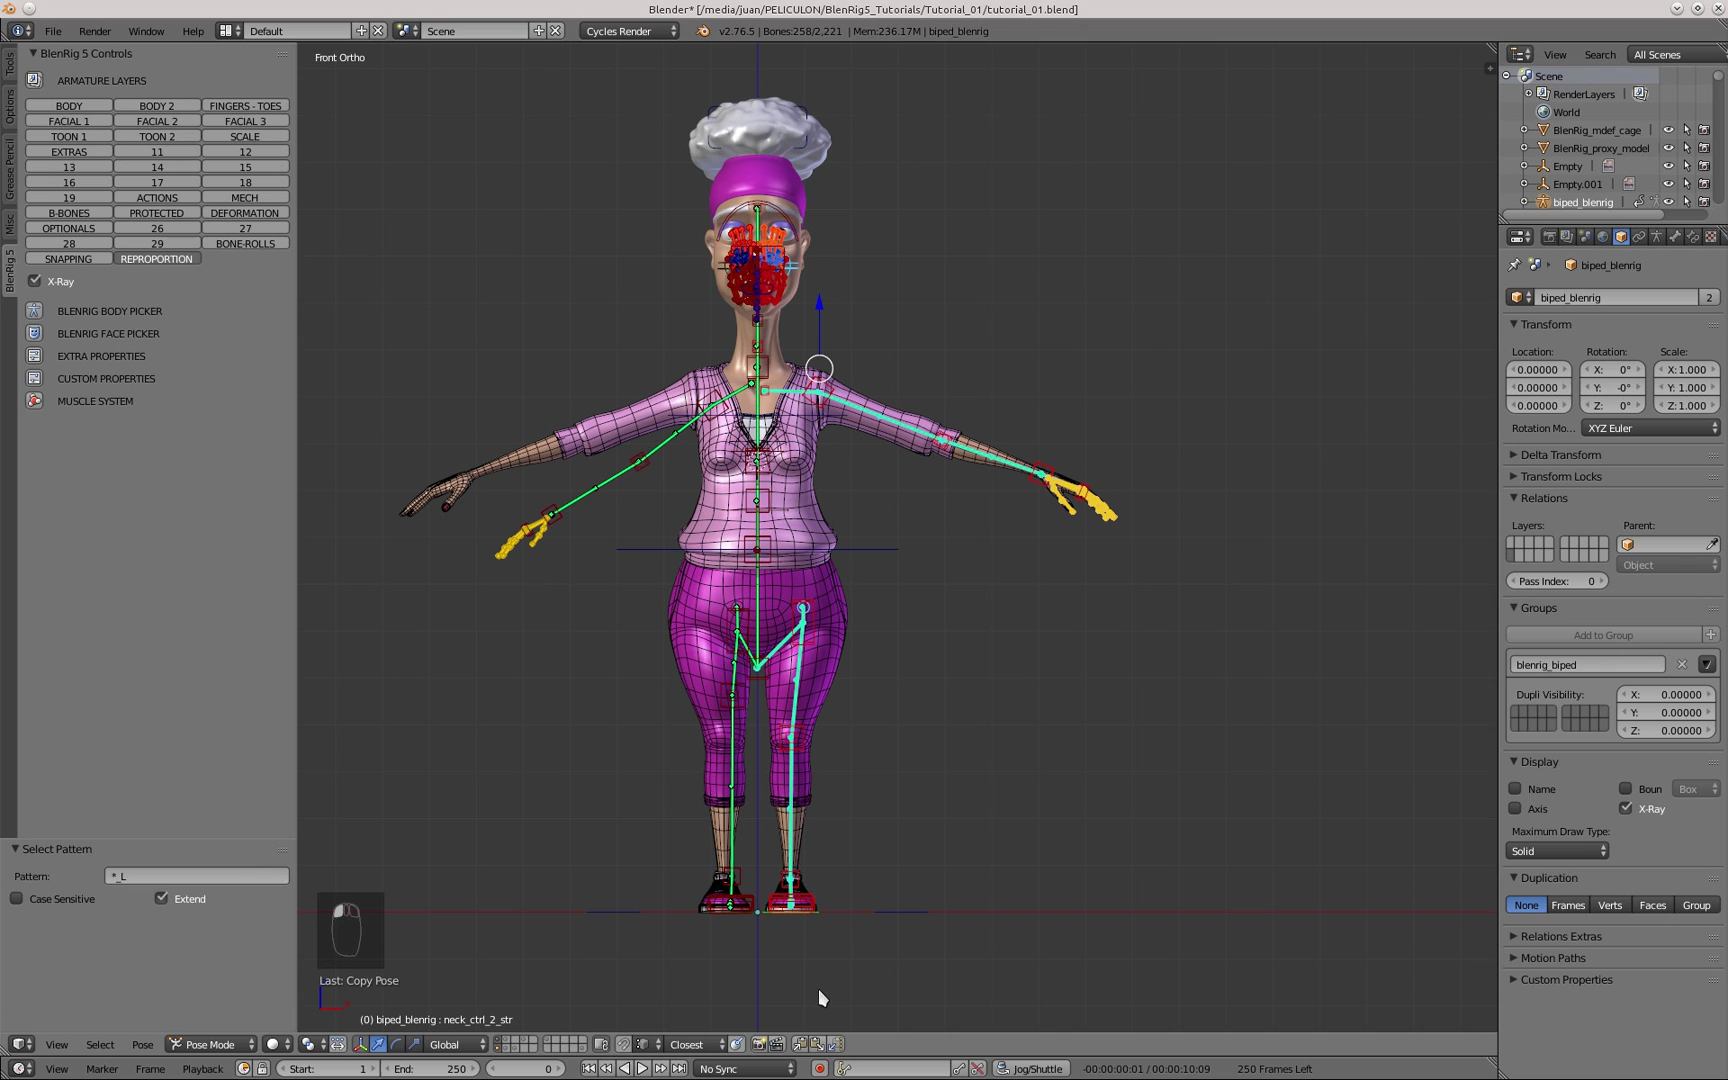 Blender* [/media/juan/PELICULON/BlenRig5_Tutorials/Tutorial_01/tutorial_01.blend]
File Render Window Help Default Scene Cycles Render v2.76.5 | Bones:258/2,221 | Mem:236.17M | biped_blenrig
Tools
Options
Grease Pencil
Misc
BlenRig 5
BlenRig 5 Controls
ARMATURE LAYERS
BODY BODY 2 FINGERS - TOES
FACIAL 1 FACIAL 2 FACIAL 3
TOON 1 TOON 2 SCALE
EXTRAS 11 12
13 14 15
16 17 18
19 ACTIONS MECH
B-BONES PROTECTED DEFORMATION
OPTIONALS 26 27
28 29 BONE-ROLLS
SNAPPING REPROPORTION
X-Ray
BLENRIG BODY PICKER
BLENRIG FACE PICKER
EXTRA PROPERTIES
CUSTOM PROPERTIES
MUSCLE SYSTEM
Select Pattern
Pattern: *_L
Case Sensitive Extend
Front Ortho
Last: Copy Pose
(0) biped_blenrig : neck_ctrl_2_str
View Select Pose Pose Mode Global Closest
View Marker Frame Playback Start: 1 End: 250 0 No Sync Jog/Shuttle -00:00:00:01 / 00:00:10:09 250 Frames Left
View Search All Scenes
Scene
RenderLayers
World
BlenRig_mdef_cage
BlenRig_proxy_model
Empty
Empty.001
biped_blenrig
biped_blenrig
biped_blenrig 2
Transform
Location: Rotation: Scale:
0.00000 X: 0° X: 1.000
0.00000 Y: -0° Y: 1.000
0.00000 Z: 0° Z: 1.000
Rotation Mo... XYZ Euler
Delta Transform
Transform Locks
Relations
Layers: Parent:
Object
Pass Index: 0
Groups
Add to Group
blenrig_biped
Dupli Visibility: X: 0.00000
Y: 0.00000
Z: 0.00000
Display
Name Boun Box
Axis X-Ray
Maximum Draw Type:
Solid
Duplication
None Frames Verts Faces Group
Relations Extras
Motion Paths
Custom Properties